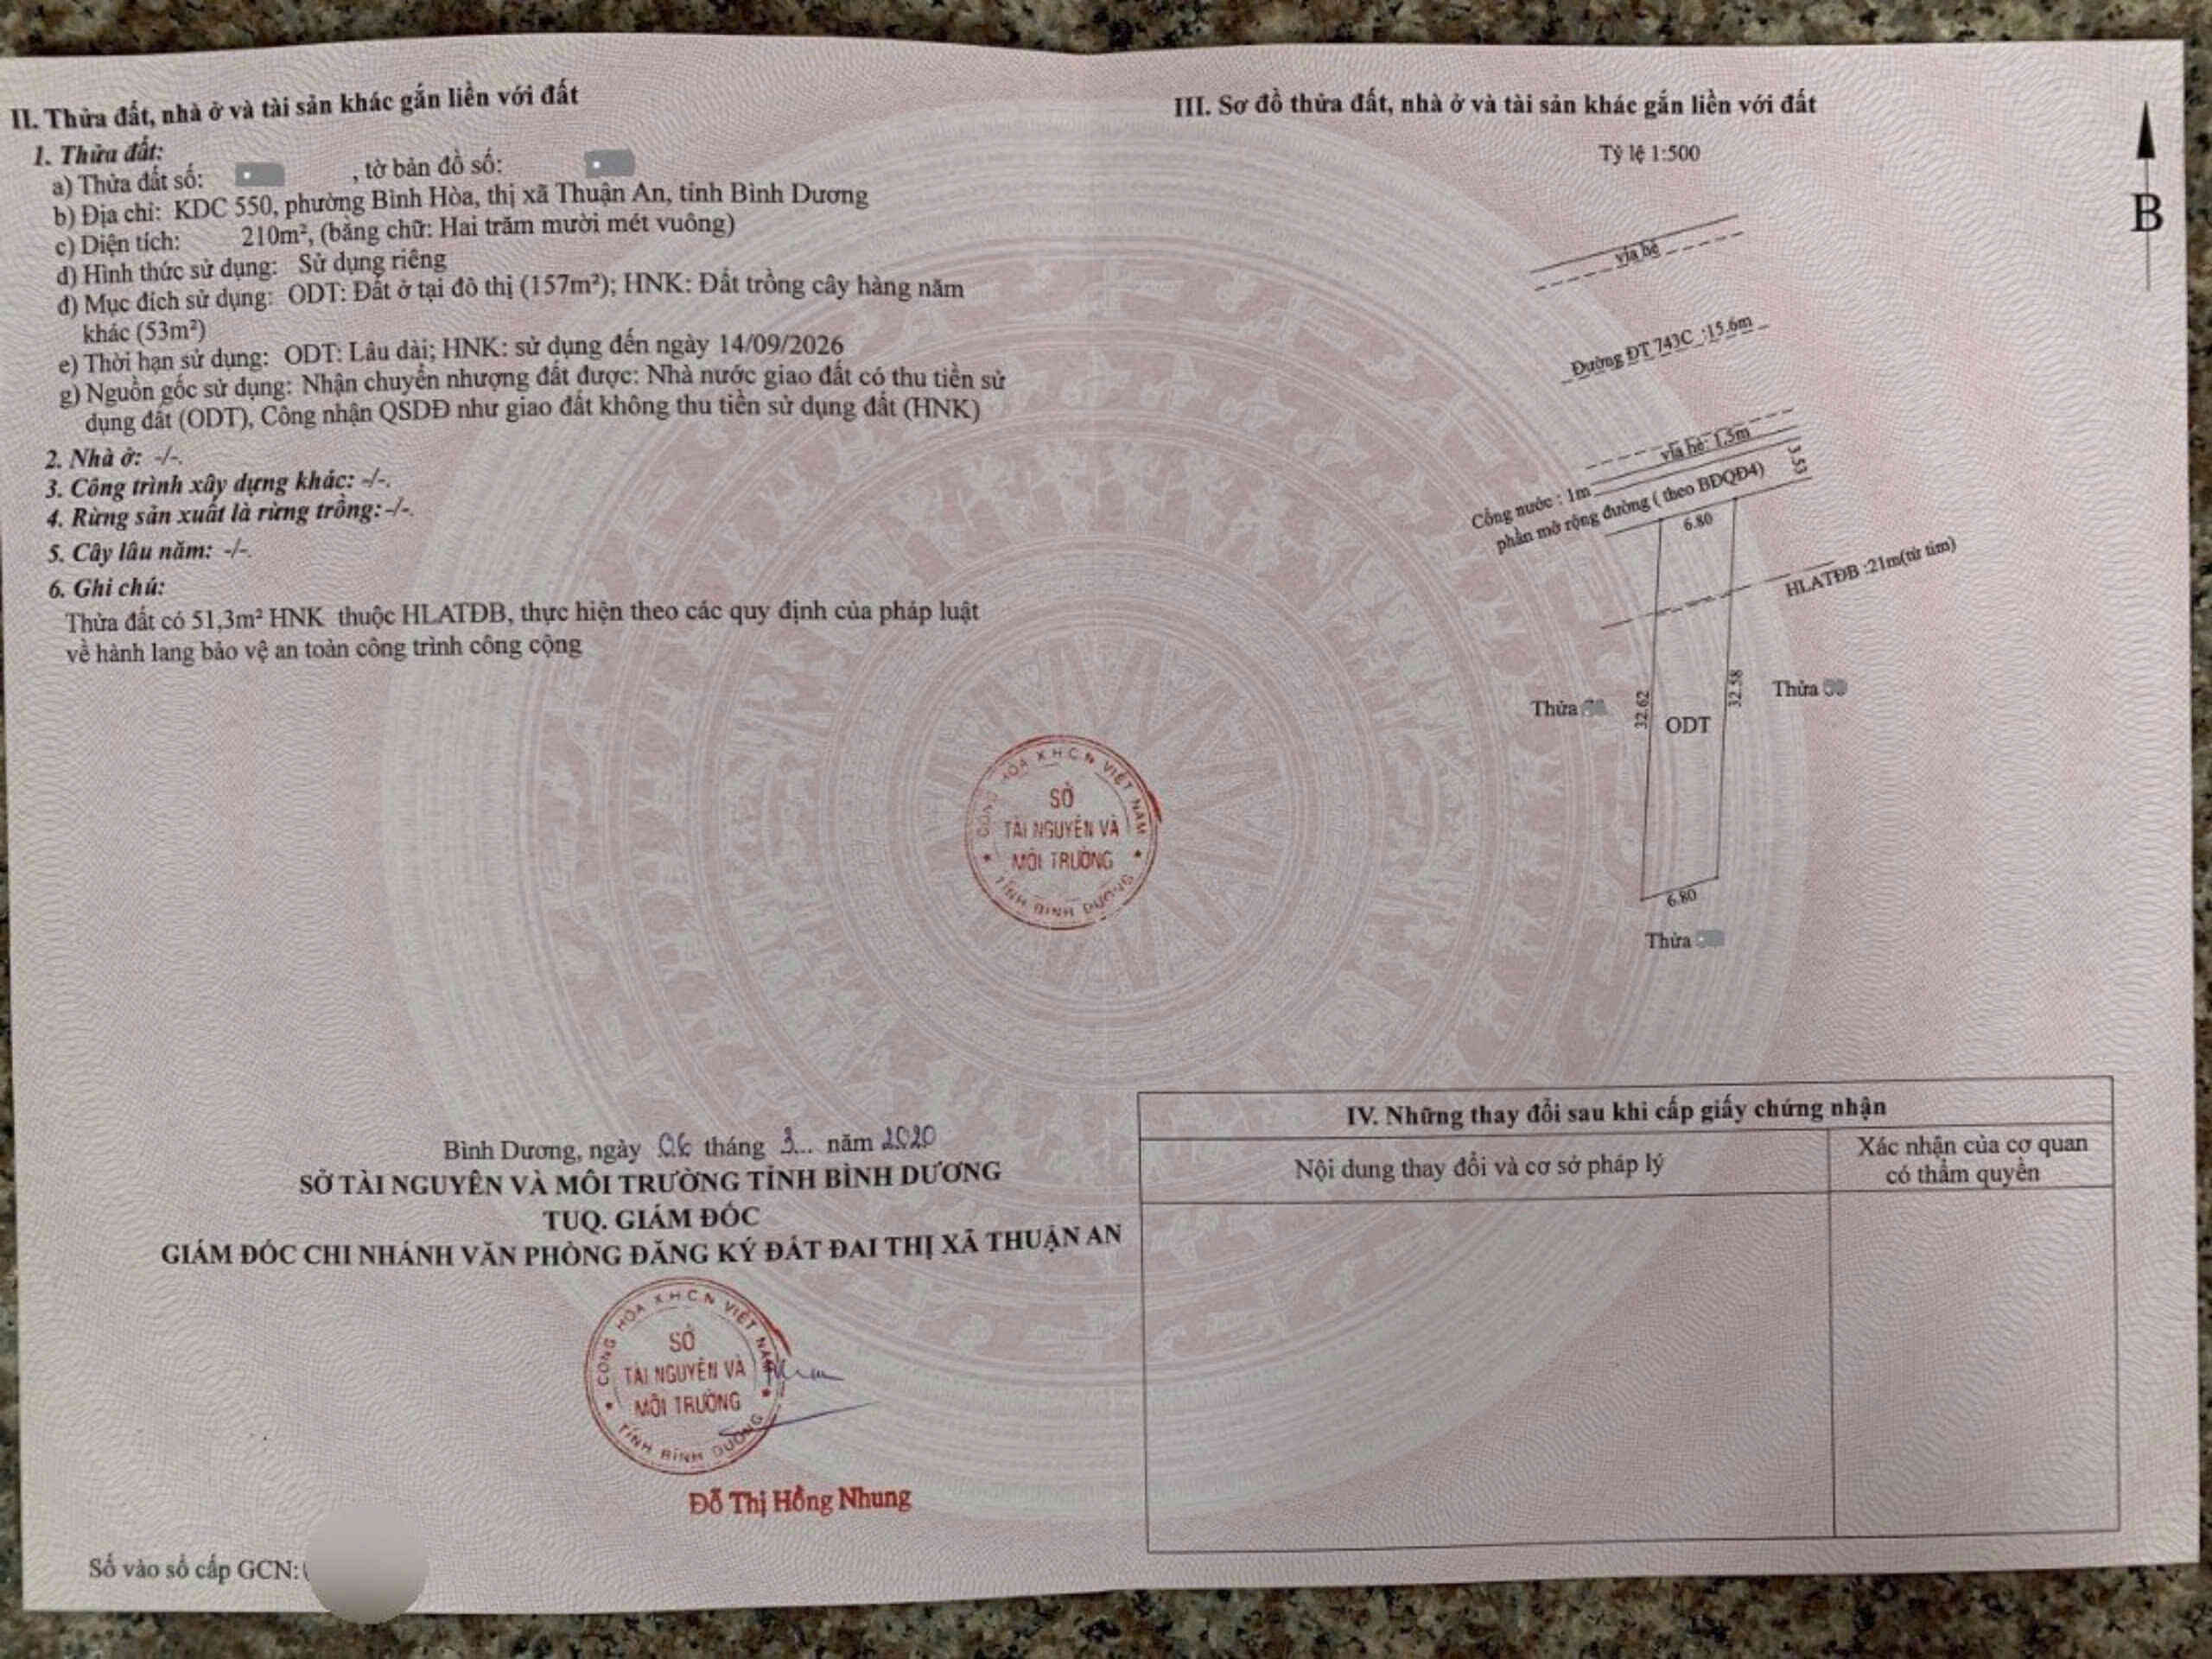 II. Thửa đất, nhà ở và tài sản khác gắn liền với đất
1. Thửa đất:
a) Thửa đất số: , tờ bản đồ số:
b) Địa chỉ: KDC 550, phường Bình Hòa, thị xã Thuận An, tỉnh Bình Dương
c) Diện tích: 210m², (bằng chữ: Hai trăm mười mét vuông)
d) Hình thức sử dụng: Sử dụng riêng
đ) Mục đích sử dụng: ODT: Đất ở tại đô thị (157m²); HNK: Đất trồng cây hàng năm
khác (53m²)
e) Thời hạn sử dụng: ODT: Lâu dài; HNK: sử dụng đến ngày 14/09/2026
g) Nguồn gốc sử dụng: Nhận chuyển nhượng đất được: Nhà nước giao đất có thu tiền sử
dụng đất (ODT), Công nhận QSDĐ như giao đất không thu tiền sử dụng đất (HNK)
2. Nhà ở: -/-.
3. Công trình xây dựng khác: -/-.
4. Rừng sản xuất là rừng trồng: -/-.
5. Cây lâu năm: -/-.
6. Ghi chú:
Thửa đất có 51,3m² HNK thuộc HLATĐB, thực hiện theo các quy định của pháp luật
về hành lang bảo vệ an toàn công trình công cộng
CỘNG HÒA XHCN VIỆT NAM
SỞ
TÀI NGUYÊN VÀ
MÔI TRƯỜNG
TỈNH BÌNH DƯƠNG
Bình Dương, ngày 06 tháng 3... năm 2020
SỞ TÀI NGUYÊN VÀ MÔI TRƯỜNG TỈNH BÌNH DƯƠNG
TUQ. GIÁM ĐỐC
GIÁM ĐỐC CHI NHÁNH VĂN PHÒNG ĐĂNG KÝ ĐẤT ĐAI THỊ XÃ THUẬN AN
CỘNG HÒA XHCN VIỆT NAM
SỞ
TÀI NGUYÊN VÀ
MÔI TRƯỜNG
TỈNH BÌNH DƯƠNG
Đỗ Thị Hồng Nhung
Số vào sổ cấp GCN:
III. Sơ đồ thửa đất, nhà ở và tài sản khác gắn liền với đất
Tỷ lệ 1:500
B
vỉa hè
Đường ĐT 743C :15.6m
vỉa hè: 1,5m
3.53
Cống nước : 1m
phần mở rộng đường ( theo BĐQĐ4)
6.80
HLATĐB :21m(từ tim)
Thửa
32.62
ODT
32.58
Thửa
6.80
Thửa
IV. Những thay đổi sau khi cấp giấy chứng nhận
Nội dung thay đổi và cơ sở pháp lý
Xác nhận của cơ quan
có thẩm quyền